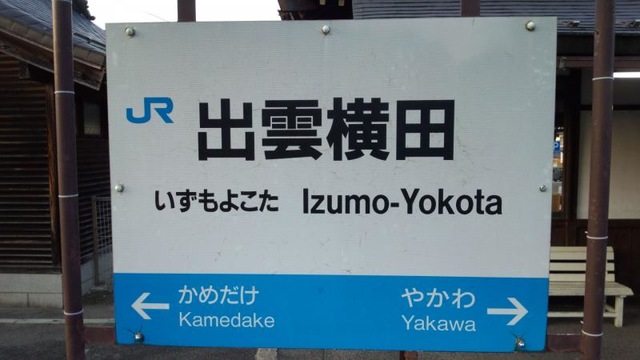 JR 出雲横田
いずもよこた Izumo-Yokota
← かめだけ やかわ →
Kamedake Yakawa